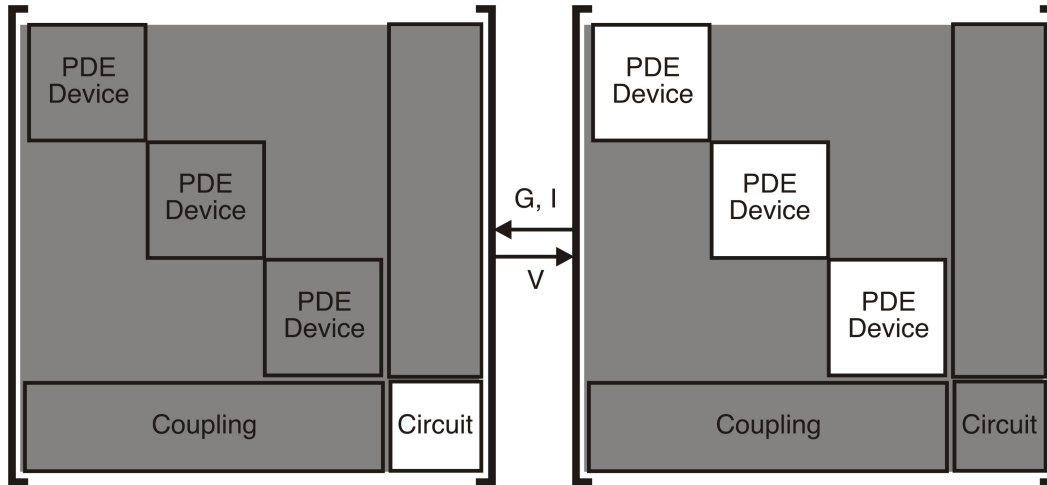 PDE
Device
PDE
Device
PDE
Device
Coupling
Circuit
G, I
V
PDE
Device
PDE
Device
PDE
Device
Coupling
Circuit